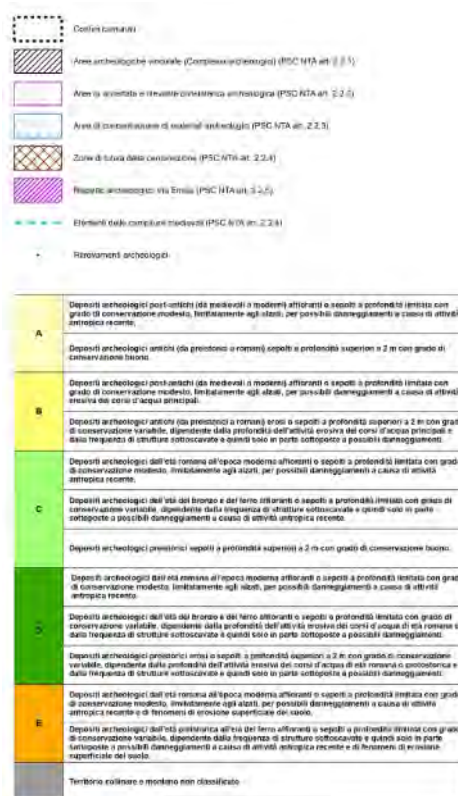 Confini comunali
Aree archeologiche vincolate (Complessi archeologici) (PSC NTA art. 2.2.1)
Aree di accertata e rilevante consistenza archeologica (PSC NTA art. 2.2.2)
Aree di concentrazione di materiali archeologici (PSC NTA art. 2.2.3)
Zone di tutela della centuriazione (PSC NTA art. 2.2.4)
Rispetto archeologico Via Emilia (PSC NTA art.
Elementi della (PSC NTA art. 2.2.4)
Rinvenimenti archeologici
A
Depositi archeologici post-antichi (da medievali a moderni) affioranti o sepolti a profondità limitata con
grado di conservazione modesto, limitatamente agli alzati, per possibili danneggiamenti a causa di attività
antropica recente.
Depositi archeologici antichi (da preistorici a romani) sepolti a profondità superiori a 2 m con grado di
conservazione buono.
B
Depositi archeologici post-antichi (da medievali a moderni) affioranti o sepolti a profondità limitata con
grado di conservazione modesto, limitatamente agli alzati, per possibili danneggiamenti a causa di attività
erosiva dei corsi d'acqua principali.
Depositi archeologici antichi (da preistorici a romani) erosi o sepolti a profondità superiori a 2 m con grado
di conservazione variabile, dipendente dalla profondità dell'attività erosiva dei corsi d'acqua principali e
dalla frequenza di strutture sottoscavate e quindi solo in parte sottoposte a possibili danneggiamenti.
C
Depositi archeologici dall'età romana all'epoca moderna affioranti o sepolti a profondità limitata con grado
di conservazione modesto, limitatamente agli alzati, per possibili danneggiamenti a causa di attività
antropica recente.
Depositi archeologici dell'età del bronzo e del ferro affioranti o sepolti a profondità limitata con grado di
conservazione variabile, dipendente dalla frequenza di strutture sottoscavate e quindi solo in parte
sottoposte a possibili danneggiamenti a causa di attività antropica recente.
Depositi archeologici preistorici sepolti a profondità superiori a 2 m con grado di conservazione buono.
D
Depositi archeologici dall'età romana all'epoca moderna affioranti o sepolti a profondità limitata con grado
di conservazione modesto, limitatamente agli alzati, per possibili danneggiamenti a causa di attività
antropica recente.
Depositi archeologici dell'età del bronzo e del ferro affioranti o sepolti a profondità limitata con grado di
conservazione variabile, dipendente dalla profondità dell'attività erosiva dei corsi d'acqua di età romana e
dalla frequenza di strutture sottoscavate e quindi solo in parte sottoposte a possibili danneggiamenti.
Depositi archeologici preistorici erosi o sepolti a profondità superiori a 2 m con grado di conservazione
variabile, dipendente dalla profondità dell'attività erosiva dei corsi d'acqua di età romana o protostorica e
dalla frequenza di strutture sottoscavate e quindi solo in parte sottoposte a possibili danneggiamenti.
E
Depositi archeologici dall'età romana all'epoca moderna affioranti o sepolti a profondità limitata con grado
di conservazione modesto, limitatamente agli alzati, per possibili danneggiamenti a causa di attività
antropica recente e di fenomeni di erosione superficiale del suolo.
Depositi archeologici dall'età preistorica all'età del ferro affioranti o sepolti a profondità limitata con grado
di conservazione variabile, dipendente dalla frequenza di strutture sottoscavate e quindi solo in parte
sottoposte a possibili danneggiamenti a causa di attività antropica recente e di fenomeni di erosione
superficiale del suolo.
Territorio collinare e montano non classificato